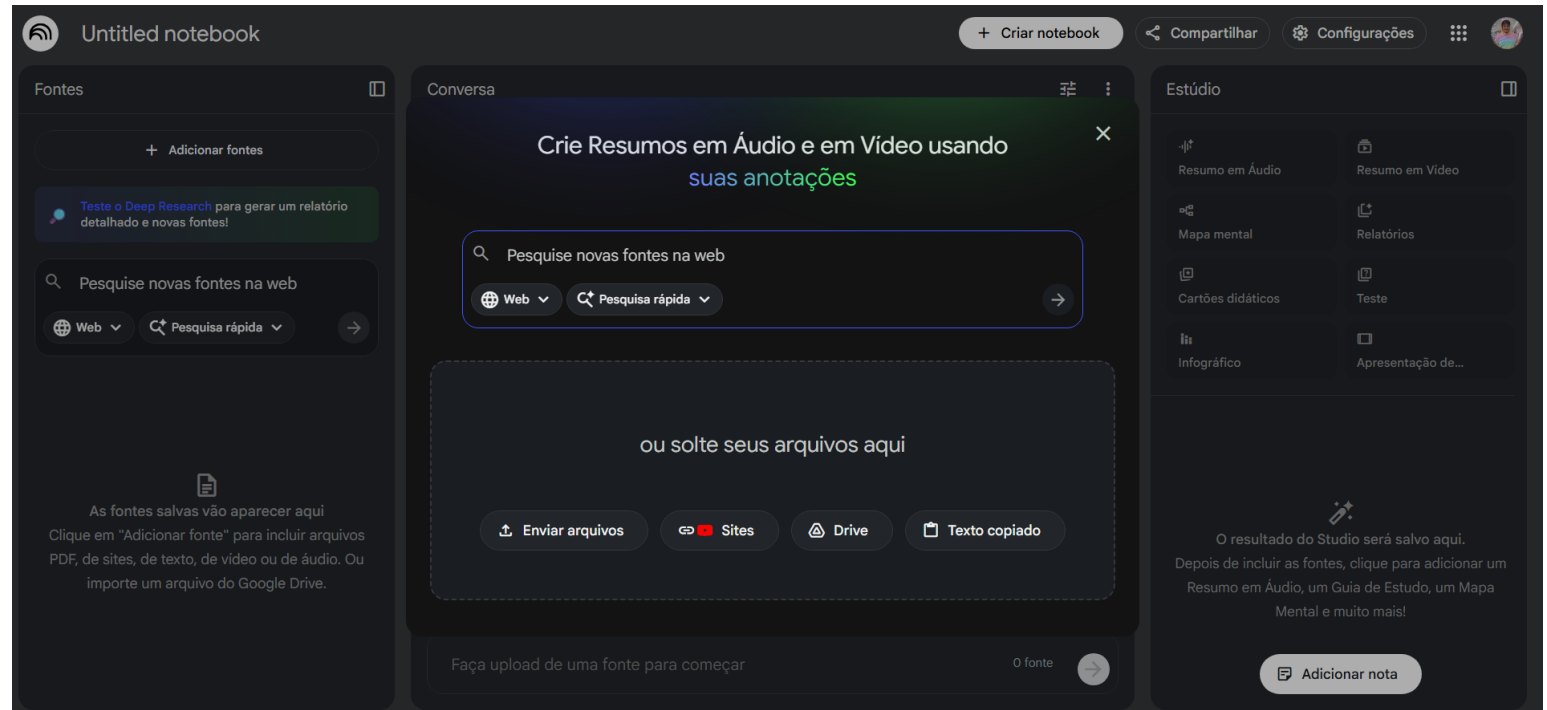 Untitled notebook
+ Criar notebook
Compartilhar
Configurações
Fontes
+ Adicionar fontes
Teste o Deep Research para gerar um relatório
detalhado e novas fontes!
Pesquise novas fontes na web
Web
Pesquisa rápida
As fontes salvas vão aparecer aqui
Clique em "Adicionar fonte" para incluir arquivos
PDF, de sites, de texto, de vídeo ou de áudio. Ou
importe um arquivo do Google Drive.
Conversa
Crie Resumos em Áudio e em Vídeo usando
suas anotações
Pesquise novas fontes na web
Web
Pesquisa rápida
ou solte seus arquivos aqui
Enviar arquivos
Sites
Drive
Texto copiado
Faça upload de uma fonte para começar
0 fonte
Estúdio
Resumo em Áudio
Resumo em Vídeo
Mapa mental
Relatórios
Cartões didáticos
Teste
Infográfico
Apresentação de...
O resultado do Studio será salvo aqui.
Depois de incluir as fontes, clique para adicionar um
Resumo em Áudio, um Guia de Estudo, um Mapa
Mental e muito mais!
Adicionar nota